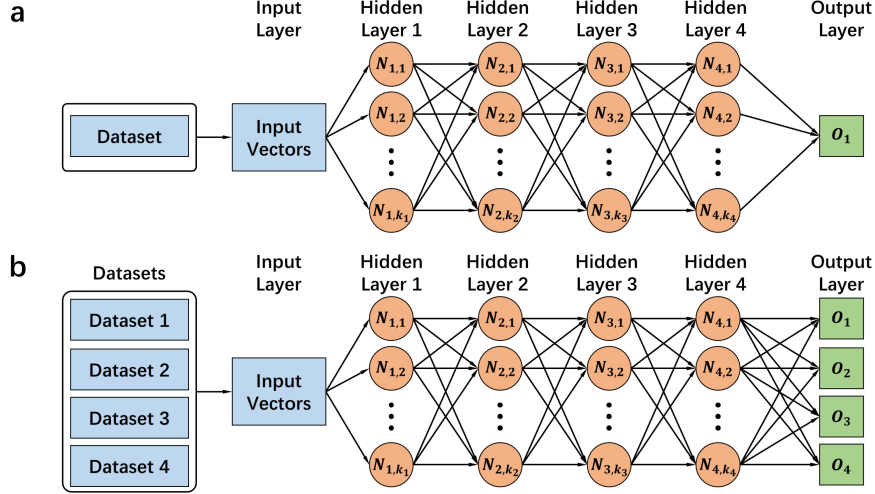 a
Input Layer
Hidden Layer 1
Hidden Layer 2
Hidden Layer 3
Hidden Layer 4
Output Layer
Dataset
Input Vectors
N1,1
N1,2
N1,k1
N2,1
N2,2
N2,k2
N3,1
N3,2
N3,k3
N4,1
N4,2
N4,k4
O1
b
Datasets
Input Layer
Hidden Layer 1
Hidden Layer 2
Hidden Layer 3
Hidden Layer 4
Output Layer
Dataset 1
Dataset 2
Dataset 3
Dataset 4
Input Vectors
N1,1
N1,2
N1,k1
N2,1
N2,2
N2,k2
N3,1
N3,2
N3,k3
N4,1
N4,2
N4,k4
O1
O2
O3
O4